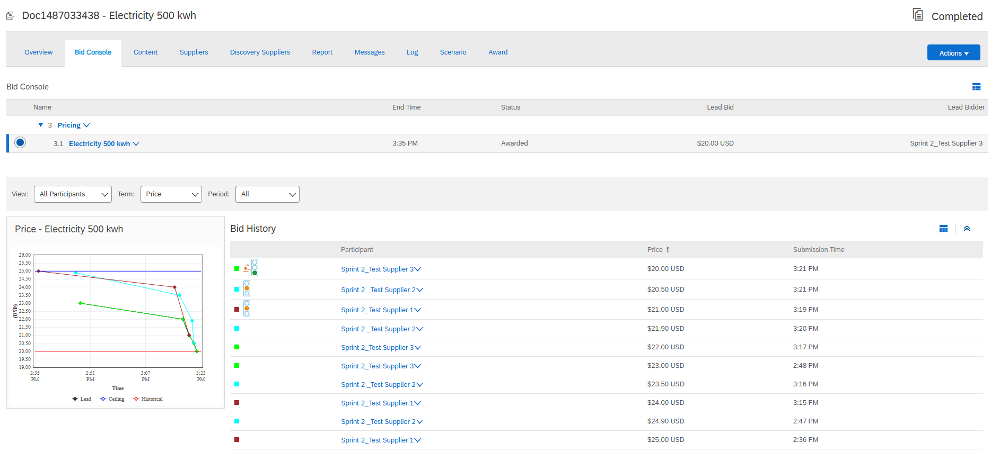 Doc1487033438 - Electricity 500 kwh
Completed
Overview Bid Console Content Suppliers Discovery Suppliers Report Messages Log Scenario Award Actions
Bid Console
Name End Time Status Lead Bid Lead Bidder
3 Pricing
3.1 Electricity 500 kwh 3:35 PM Awarded $20.00 USD Sprint 2_Test Supplier 3
View: All Participants Term: Price Period: All
Price - Electricity 500 kwh
26.00
25.50
25.00
24.50
24.00
23.50
23.00
22.50
22.00
21.50
21.00
20.50
20.00
19.50
19.00
(USD)
2:35 PM
2:51 PM
3:07 PM
3:23 PM
Time
Lead Ceiling Historical
Bid History
Participant Price ↑ Submission Time
Sprint 2_Test Supplier 3 $20.00 USD 3:21 PM
Sprint 2 _Test Supplier 2 $20.50 USD 3:21 PM
Sprint 2_Test Supplier 1 $21.00 USD 3:19 PM
Sprint 2 _Test Supplier 2 $21.90 USD 3:20 PM
Sprint 2_Test Supplier 3 $22.00 USD 3:17 PM
Sprint 2_Test Supplier 3 $23.00 USD 2:48 PM
Sprint 2 _Test Supplier 2 $23.50 USD 3:16 PM
Sprint 2_Test Supplier 1 $24.00 USD 3:15 PM
Sprint 2 _Test Supplier 2 $24.90 USD 2:47 PM
Sprint 2_Test Supplier 1 $25.00 USD 2:36 PM